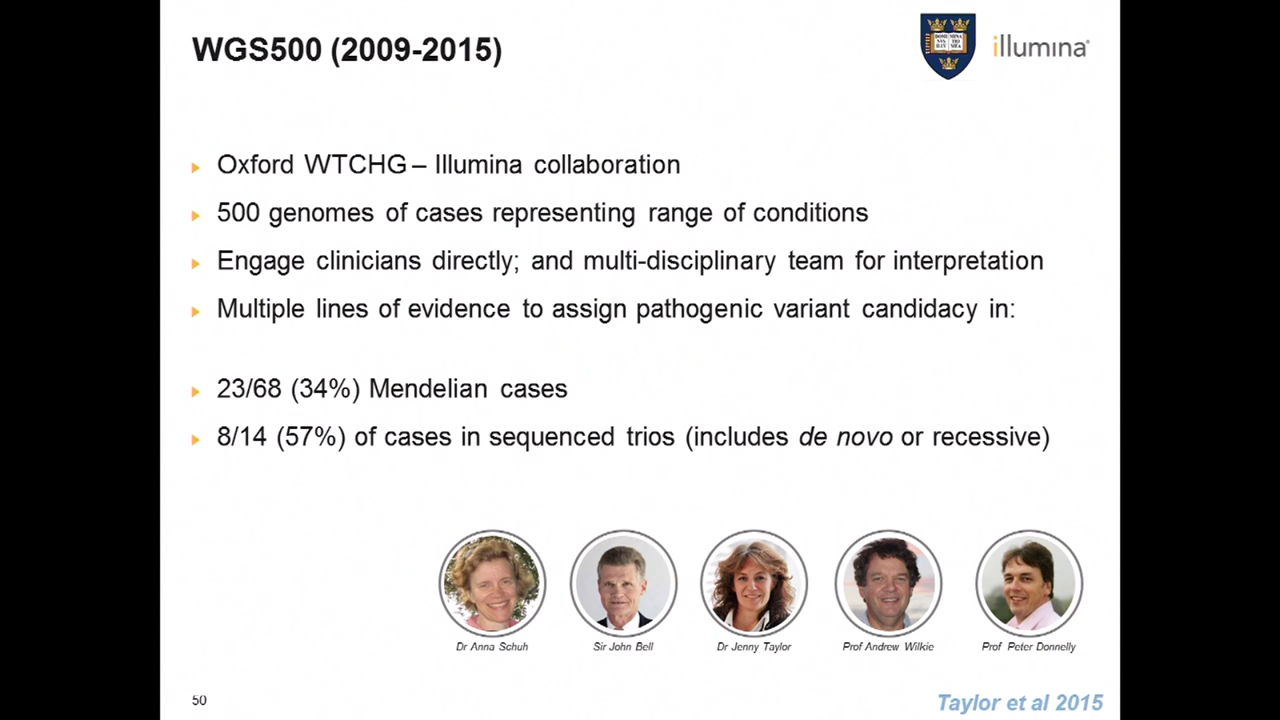 WGS500 (2009-2015)
illumina®
Oxford WTCHG – Illumina collaboration
500 genomes of cases representing range of conditions
Engage clinicians directly; and multi-disciplinary team for interpretation
Multiple lines of evidence to assign pathogenic variant candidacy in:
23/68 (34%) Mendelian cases
8/14 (57%) of cases in sequenced trios (includes de novo or recessive)
Dr Anna Schuh
Sir John Bell
Dr Jenny Taylor
Prof Andrew Wilkie
Prof Peter Donnelly
50
Taylor et al 2015